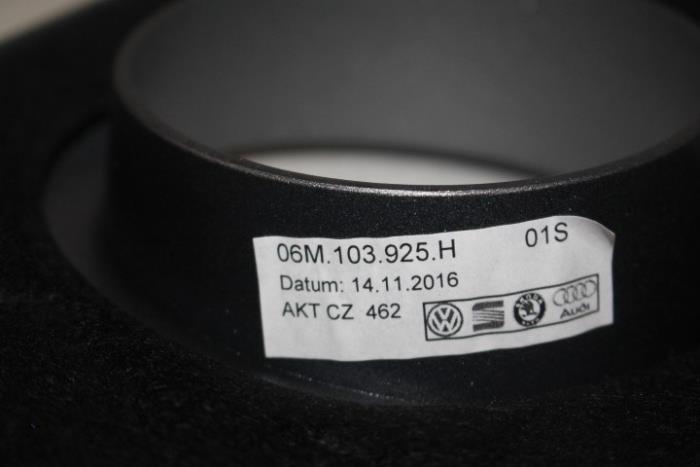 06M.103.925.H 01S
Datum: 14.11.2016
AKT CZ 462
Audi